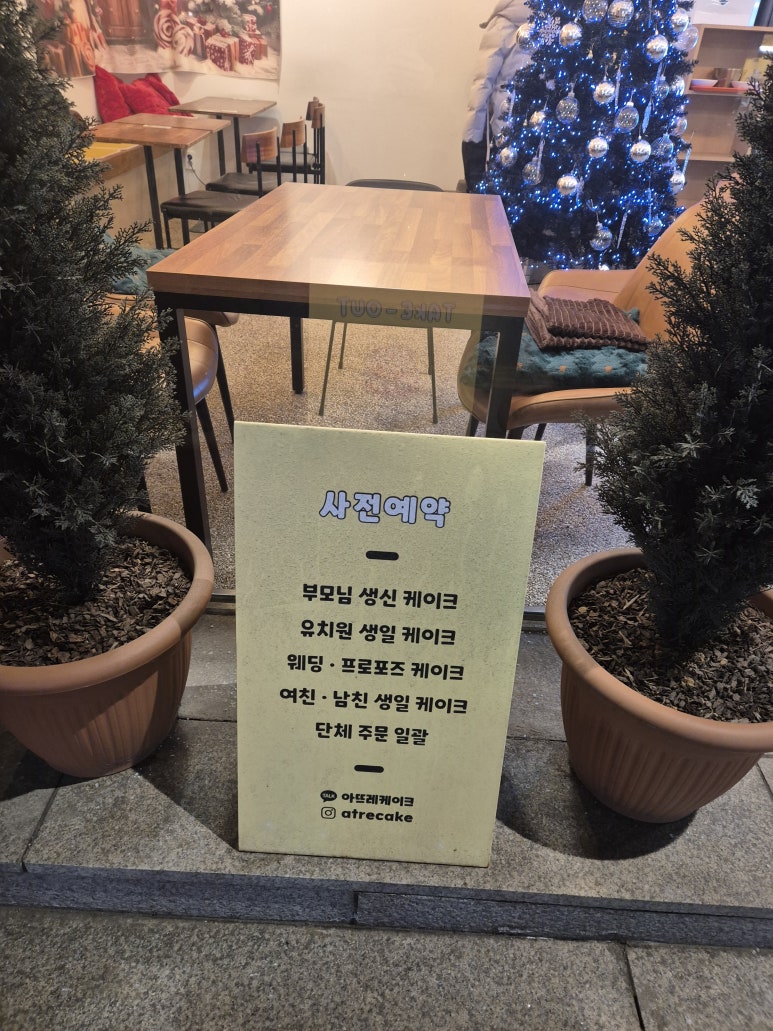 TAKE-OUT
사전예약
부모님 생신 케이크
유치원 생일 케이크
웨딩 · 프로포즈 케이크
여친 · 남친 생일 케이크
단체 주문 일괄
TALK 아뜨레케이크
atrecake